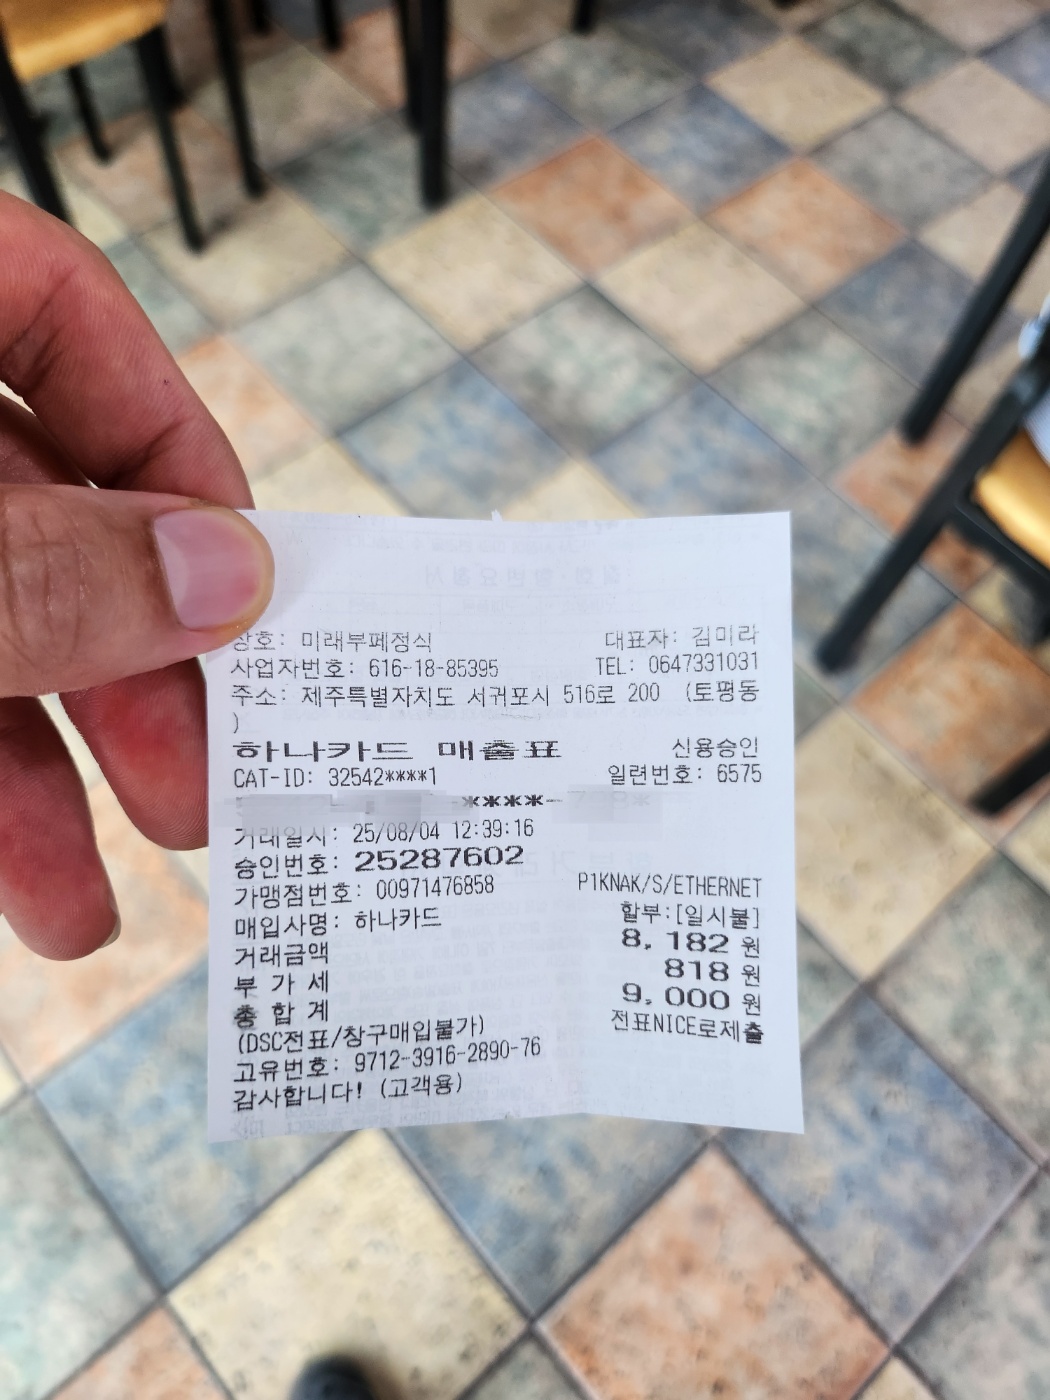 상호: 미래부페정식 대표자: 김미라
사업자번호: 616-18-85395 TEL: 0647331031
주소: 제주특별자치도 서귀포시 516로 200 (토평동
)
하나카드 매출표 신용승인
CAT-ID: 32542****1 일련번호: 6575
-****-
거래일시: 25/08/04 12:39:16
승인번호: 25287602
가맹점번호: 00971476858 P1KNAK/S/ETHERNET
매입사명: 하나카드 할부:[일시불]
거래금액 8,182 원
부 가 세 818 원
총 합 계 9,000 원
(DSC전표/창구매입불가) 전표NICE로제출
고유번호: 9712-3916-2890-76
감사합니다! (고객용)